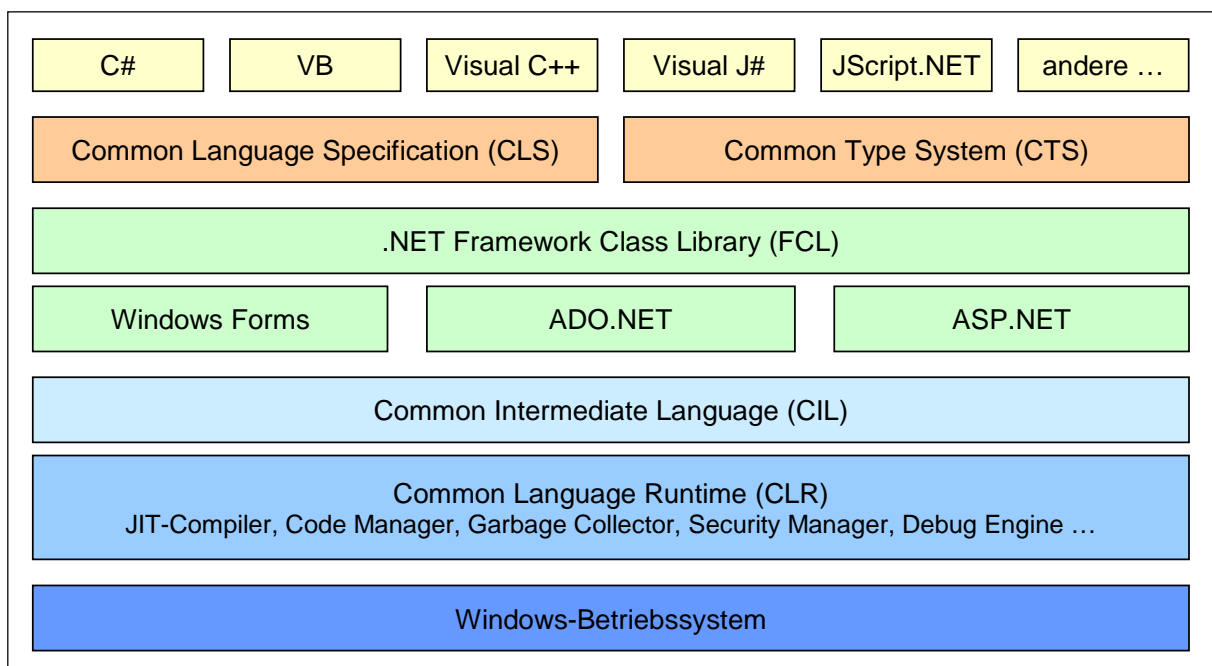 C#
VB
Visual C++
Visual J#
JScript.NET
andere …
Common Language Specification (CLS)
Common Type System (CTS)
.NET Framework Class Library (FCL)
Windows Forms
ADO.NET
ASP.NET
Common Intermediate Language (CIL)
Common Language Runtime (CLR)
JIT-Compiler, Code Manager, Garbage Collector, Security Manager, Debug Engine …
Windows-Betriebssystem